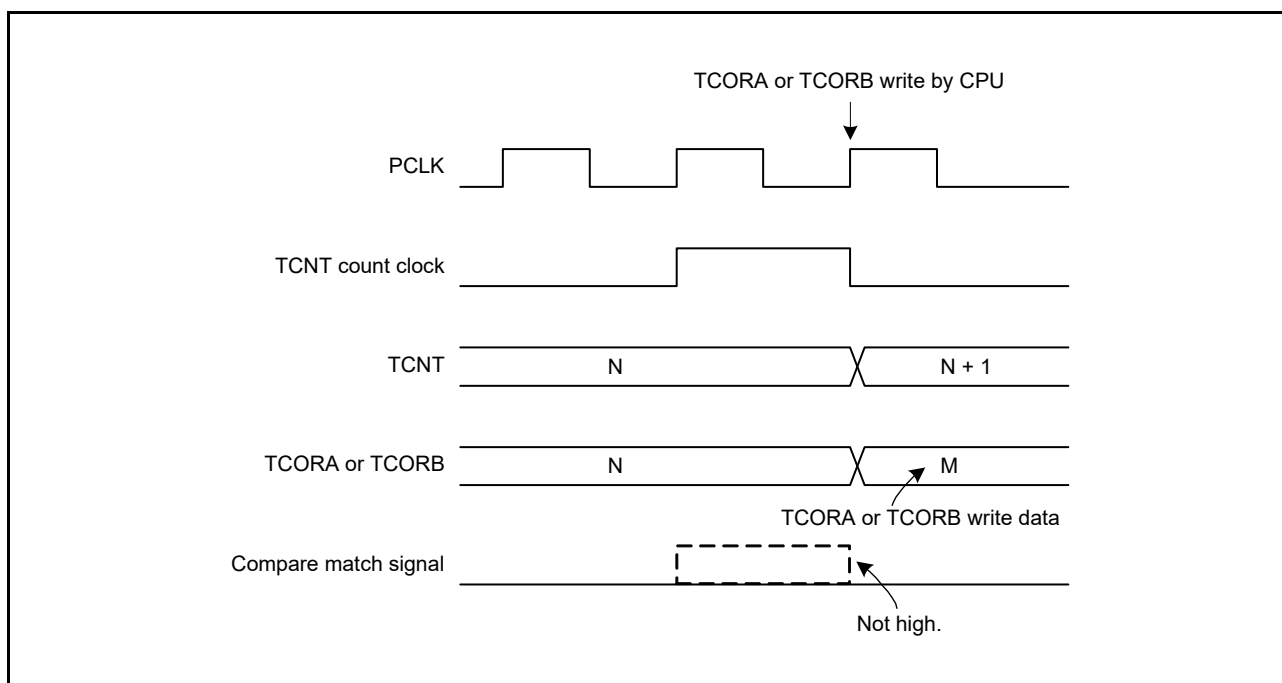 TCORA or TCORB write by CPU
PCLK
TCNT count clock
TCNT
N
N + 1
TCORA or TCORB
N
M
TCORA or TCORB write data
Compare match signal
Not high.